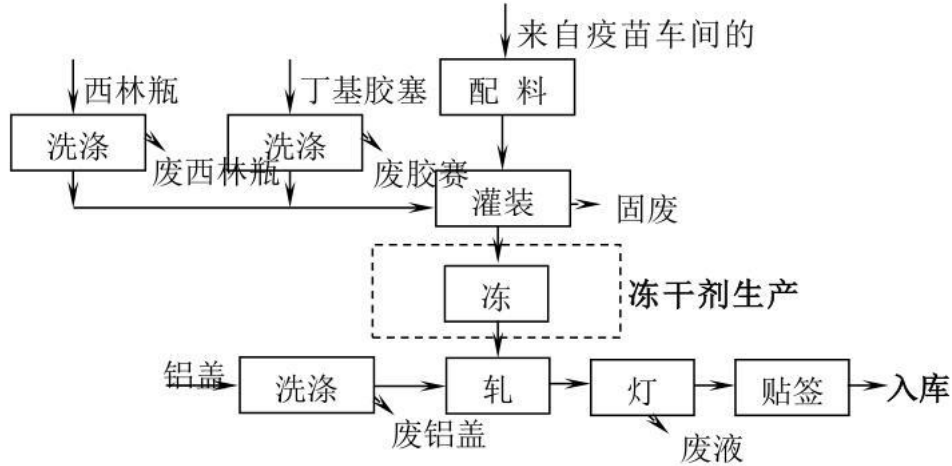 来自疫苗车间的
西林瓶
丁基胶塞
配 料
洗涤
洗涤
废西林瓶
废胶赛
灌装
固废
冻
冻干剂生产
铝盖
洗涤
轧
灯
贴签
入库
废铝盖
废液